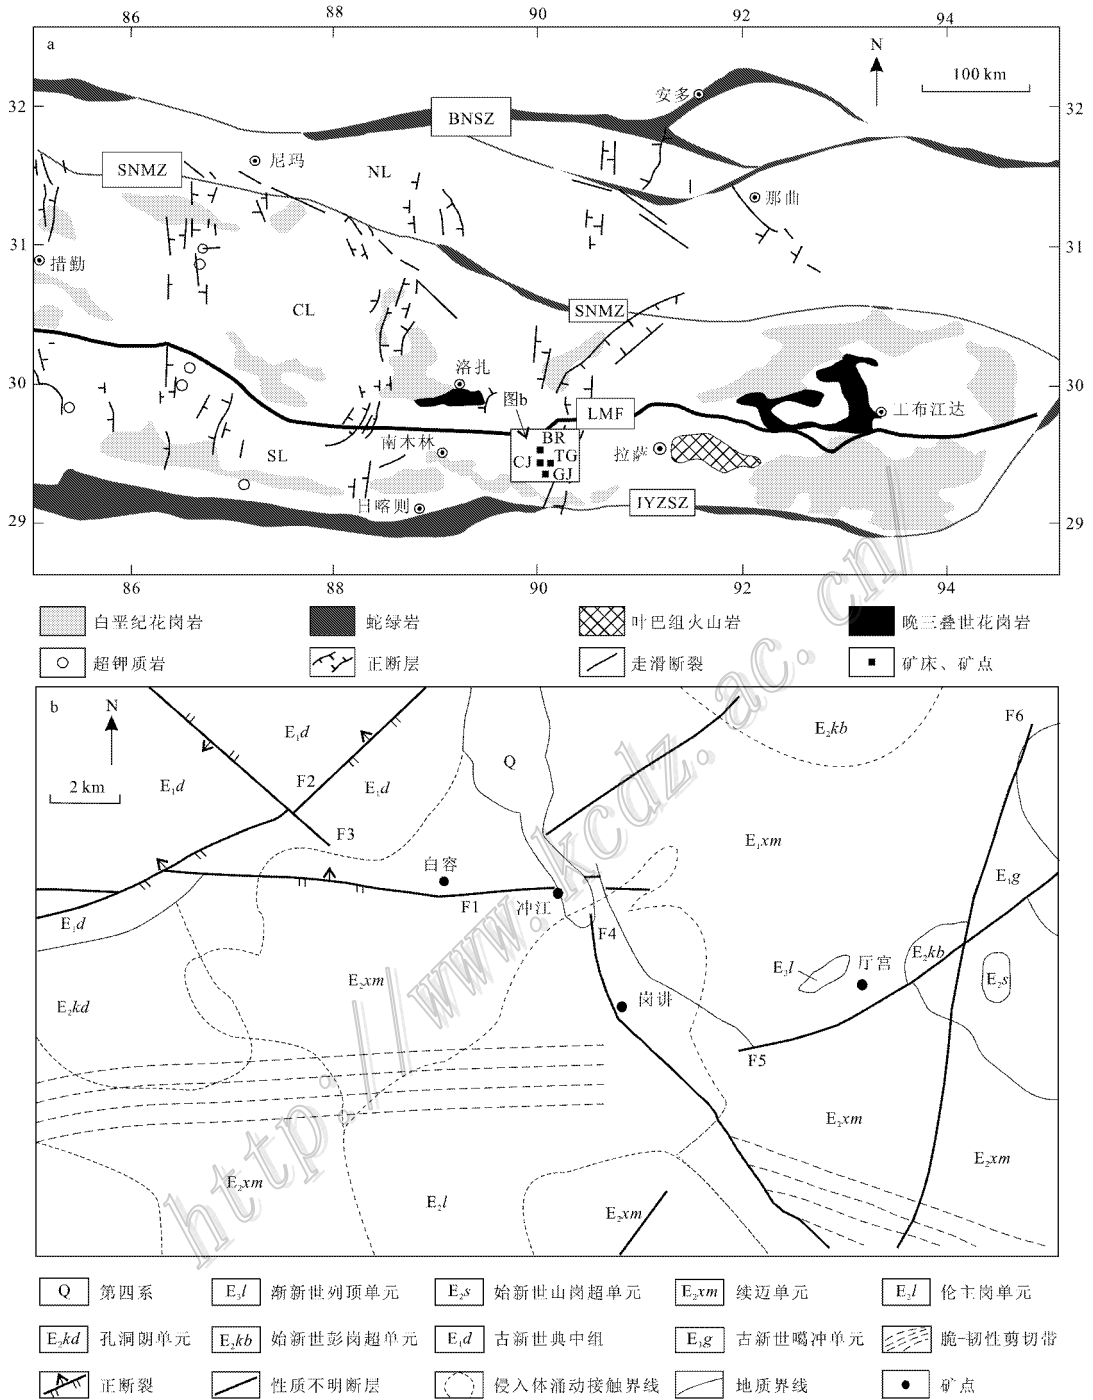 86 88 90 92 94
a
N
100 km
32 32
安多
BNSZ
尼玛
NL
SNMZ
那曲
31 31
措勤
CL
SNMZ
30 30
洛扎
图b
LMF
工布江达
BR
南木林
拉萨
CJ TG
SL
GJ
日喀则
JYZSZ
29 29
86 88 90 92 94
白垩纪花岗岩 蛇绿岩 叶巴组火山岩 晚三叠世花岗岩
超钾质岩 正断层 走滑断裂 矿床、矿点
b
N
2 km
E₁d
E₂kb
F6
Q
E₁d F2 E₁d
F3
E₁xm
白容
E₁g
F1 冲江
E₁d
F4
E₂kb
厅宫
E₃l
E₂s
E₂xm
E₂kd
岗讲
F5
E₂xm
E₂xm
E₂xm
E₂l
E₂xm
http://www.kcdz.ac.cn/
Q 第四系 E₃l 渐新世列顶单元 E₂s 始新世山岗超单元 E₂xm 续迈单元 E₂l 伦主岗单元
E₂kd 孔洞朗单元 E₂kb 始新世彭岗超单元 E₁d 古新世典中组 E₁g 古新世嘎冲单元 脆-韧性剪切带
正断裂 性质不明断层 侵入体涌动接触界线 地质界线 矿点